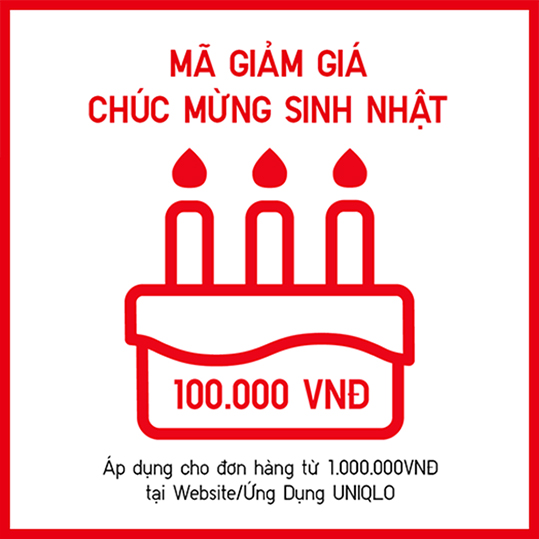 MÃ GIẢM GIÁ
CHÚC MỪNG SINH NHẬT
100.000 VNĐ
Áp dụng cho đơn hàng từ 1.000.000VNĐ
tại Website/Ứng Dụng UNIQLO